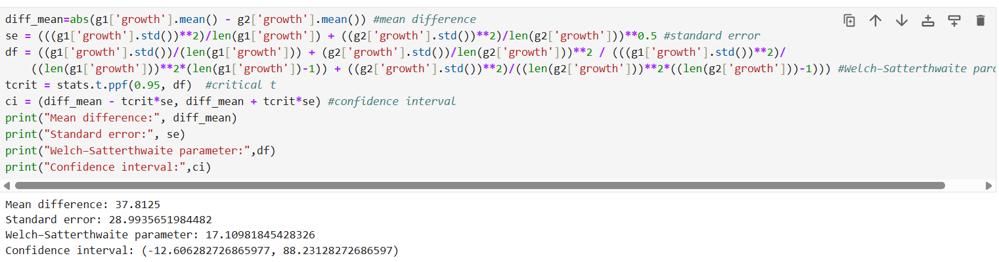 diff_mean=abs(g1['growth'].mean() - g2['growth'].mean()) #mean difference
se = (((g1['growth'].std())**2)/len(g1['growth']) + ((g2['growth'].std())**2)/len(g2['growth']))**0.5 #standard error
df = ((g1['growth'].std())/(len(g1['growth'])) + (g2['growth'].std())/len(g2['growth']))**2 / (((g1['growth'].std())**2)/
((len(g1['growth']))**2*(len(g1['growth'])-1)) + ((g2['growth'].std())**2)/((len(g2['growth']))**2*((len(g2['growth']))-1))) #Welch–Satterthwaite
tcrit = stats.t.ppf(0.95, df)  #critical t
ci = (diff_mean - tcrit*se, diff_mean + tcrit*se) #confidence interval
print("Mean difference:", diff_mean)
print("Standard error:", se)
print("Welch–Satterthwaite parameter:",df)
print("Confidence interval:",ci)
Mean difference: 37.8125
Standard error: 28.9935651984482
Welch–Satterthwaite parameter: 17.10981845428326
Confidence interval: (-12.606282726865977, 88.23128272686597)